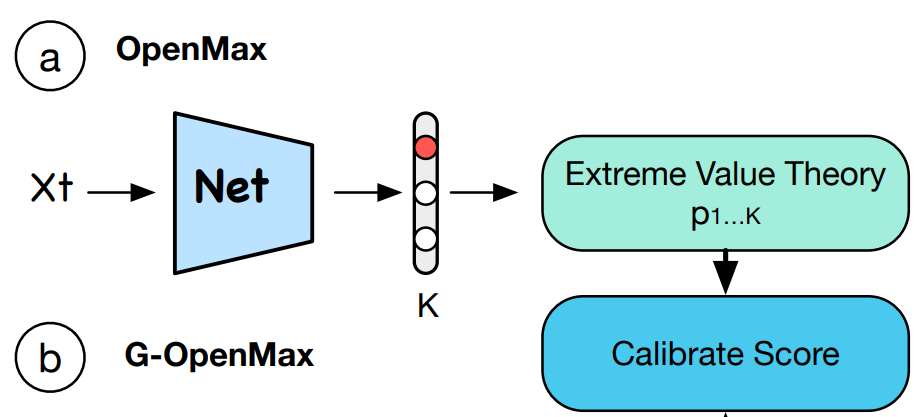 a OpenMax
Xt
Net
K
Extreme Value Theory
p1...K
Calibrate Score
b G-OpenMax